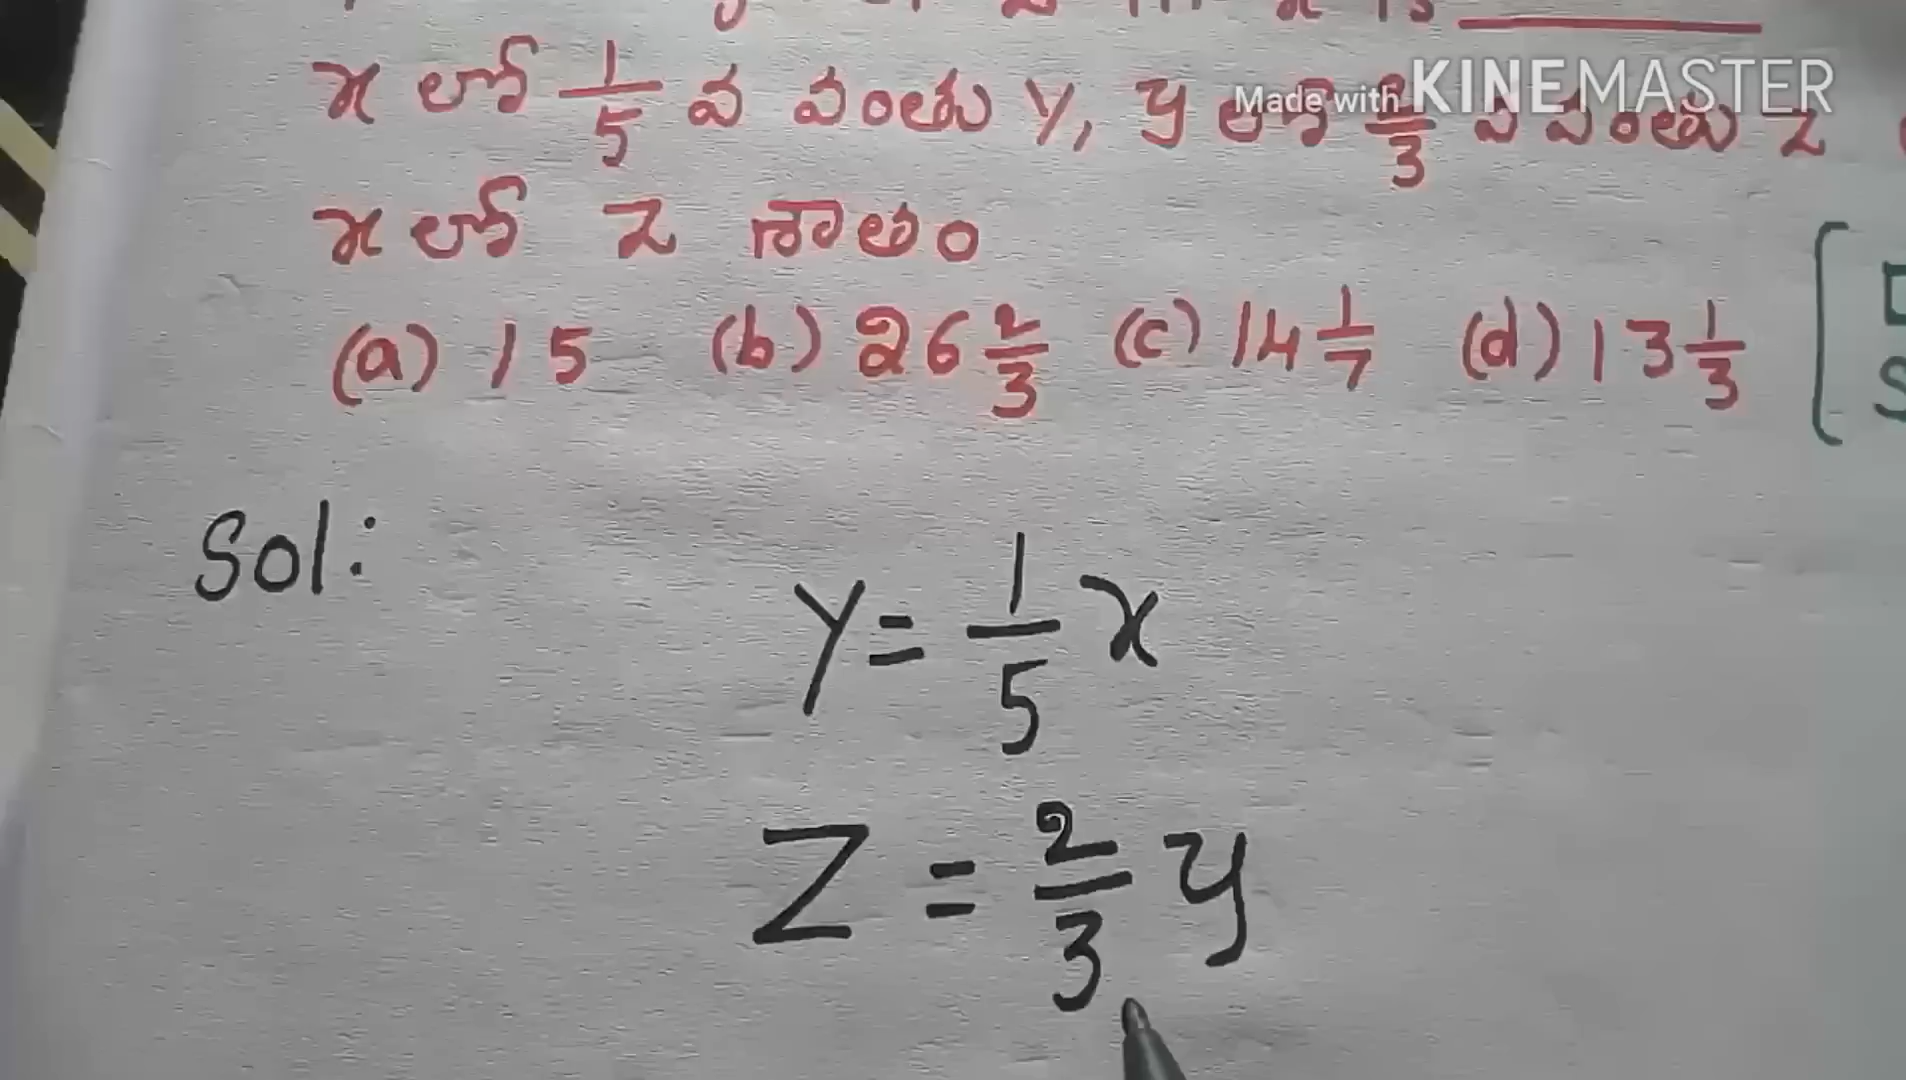 x లో 1/5 వ వంతు y, y లో 2/3 వ వంతు z
Made with KINEMASTER
x లో z శాతం
(a) 15 (b) 26 2/3 (c) 14 1/7 (d) 13 1/3
Sol:
y = 1/5 x
Z = 2/3 y